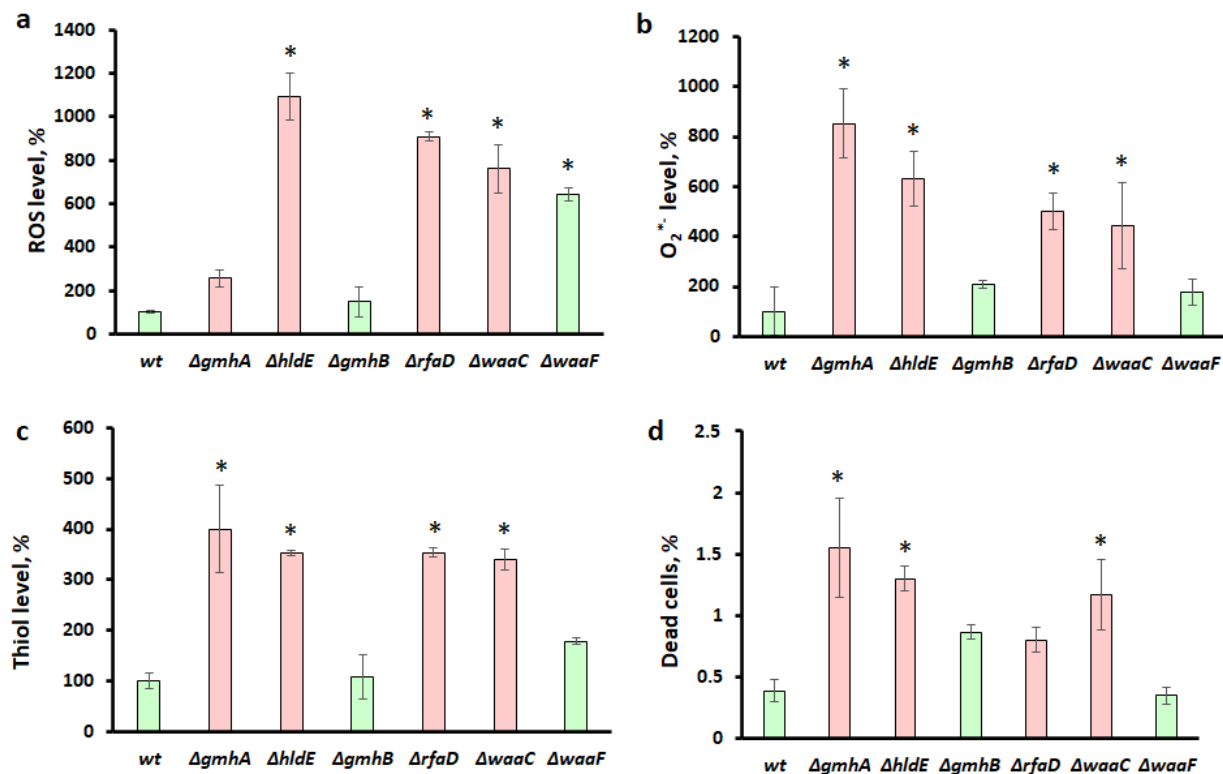 a
1400
1200
1000
800
600
400
200
0
ROS level, %
* * * *
wt ΔgmhA ΔhldE ΔgmhB ΔrfaD ΔwaaC ΔwaaF
b
1200
1000
800
600
400
200
0
O₂*⁻ level, %
* * * *
wt ΔgmhA ΔhldE ΔgmhB ΔrfaD ΔwaaC ΔwaaF
c
600
500
400
300
200
100
0
Thiol level, %
* * * *
wt ΔgmhA ΔhldE ΔgmhB ΔrfaD ΔwaaC ΔwaaF
d
2.5
2
1.5
1
0.5
0
Dead cells, %
* * *
wt ΔgmhA ΔhldE ΔgmhB ΔrfaD ΔwaaC ΔwaaF